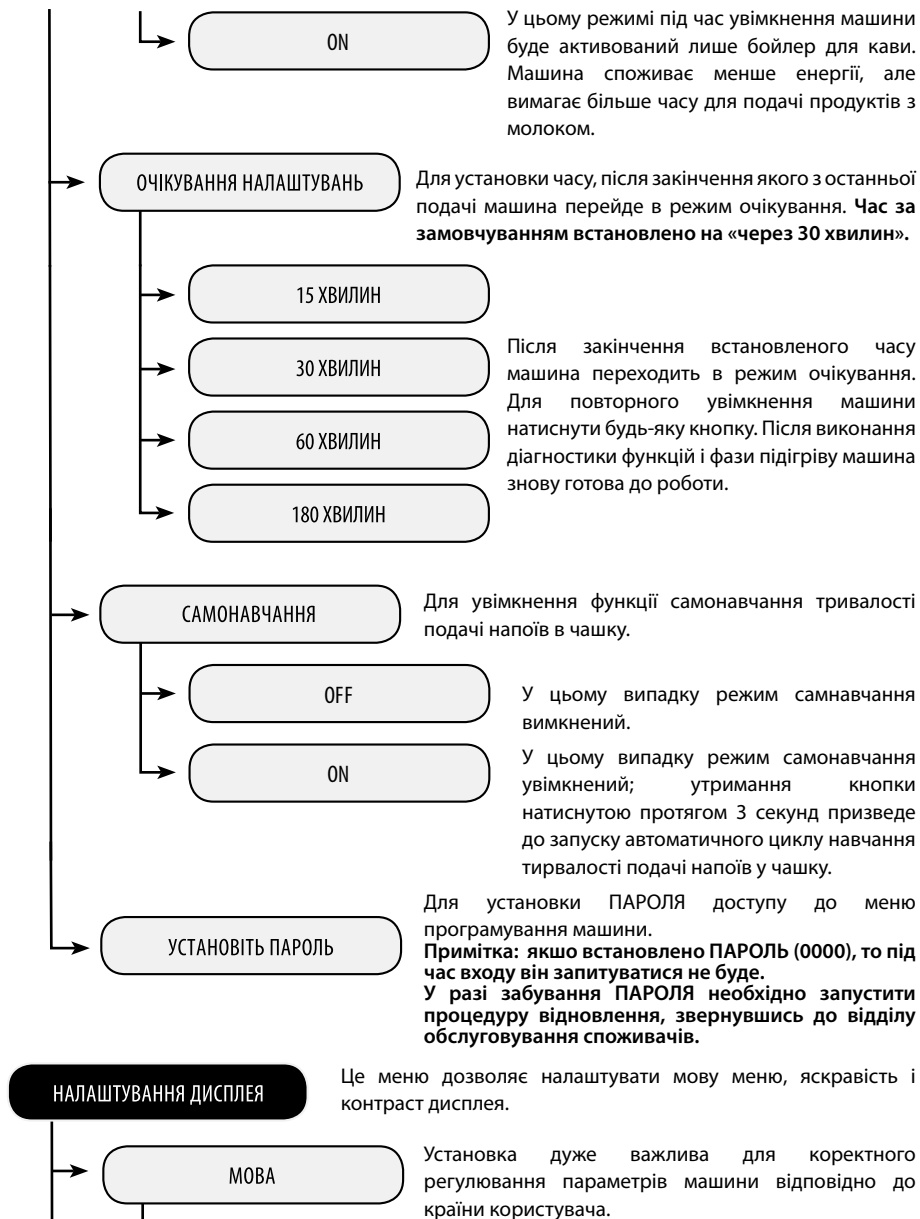 ON
У цьому режимі під час увімкнення машини
буде активований лише бойлер для кави.
Машина споживає менше енергії, але
вимагає більше часу для подачі продуктів з
молоком.
ОЧІКУВАННЯ НАЛАШТУВАНЬ
Для установки часу, після закінчення якого з останньої
подачі машина перейде в режим очікування. Час за
замовчуванням встановлено на «через 30 хвилин».
15 ХВИЛИН
30 ХВИЛИН
60 ХВИЛИН
180 ХВИЛИН
Після закінчення встановленого часу
машина переходить в режим очікування.
Для повторного увімкнення машини
натиснути будь-яку кнопку. Після виконання
діагностики функцій і фази підігріву машина
знову готова до роботи.
САМОНАВЧАННЯ
Для увімкнення функції самонавчання тривалості
подачі напоїв в чашку.
OFF
У цьому випадку режим самнавчання
вимкнений.
ON
У цьому випадку режим самонавчання
увімкнений; утримання кнопки
натиснутою протягом 3 секунд призведе
до запуску автоматичного циклу навчання
тирвалості подачі напоїв у чашку.
УСТАНОВІТЬ ПАРОЛЬ
Для установки ПАРОЛЯ доступу до меню
програмування машини.
Примітка: якшо встановлено ПАРОЛЬ (0000), то під
час входу він запитуватися не буде.
У разі забування ПАРОЛЯ необхідно запустити
процедуру відновлення, звернувшись до відділу
обслуговування споживачів.
НАЛАШТУВАННЯ ДИСПЛЕЯ
Це меню дозволяє налаштувати мову меню, яскравість і
контраст дисплея.
МОВА
Установка дуже важлива для коректного
регулювання параметрів машини відповідно до
країни користувача.